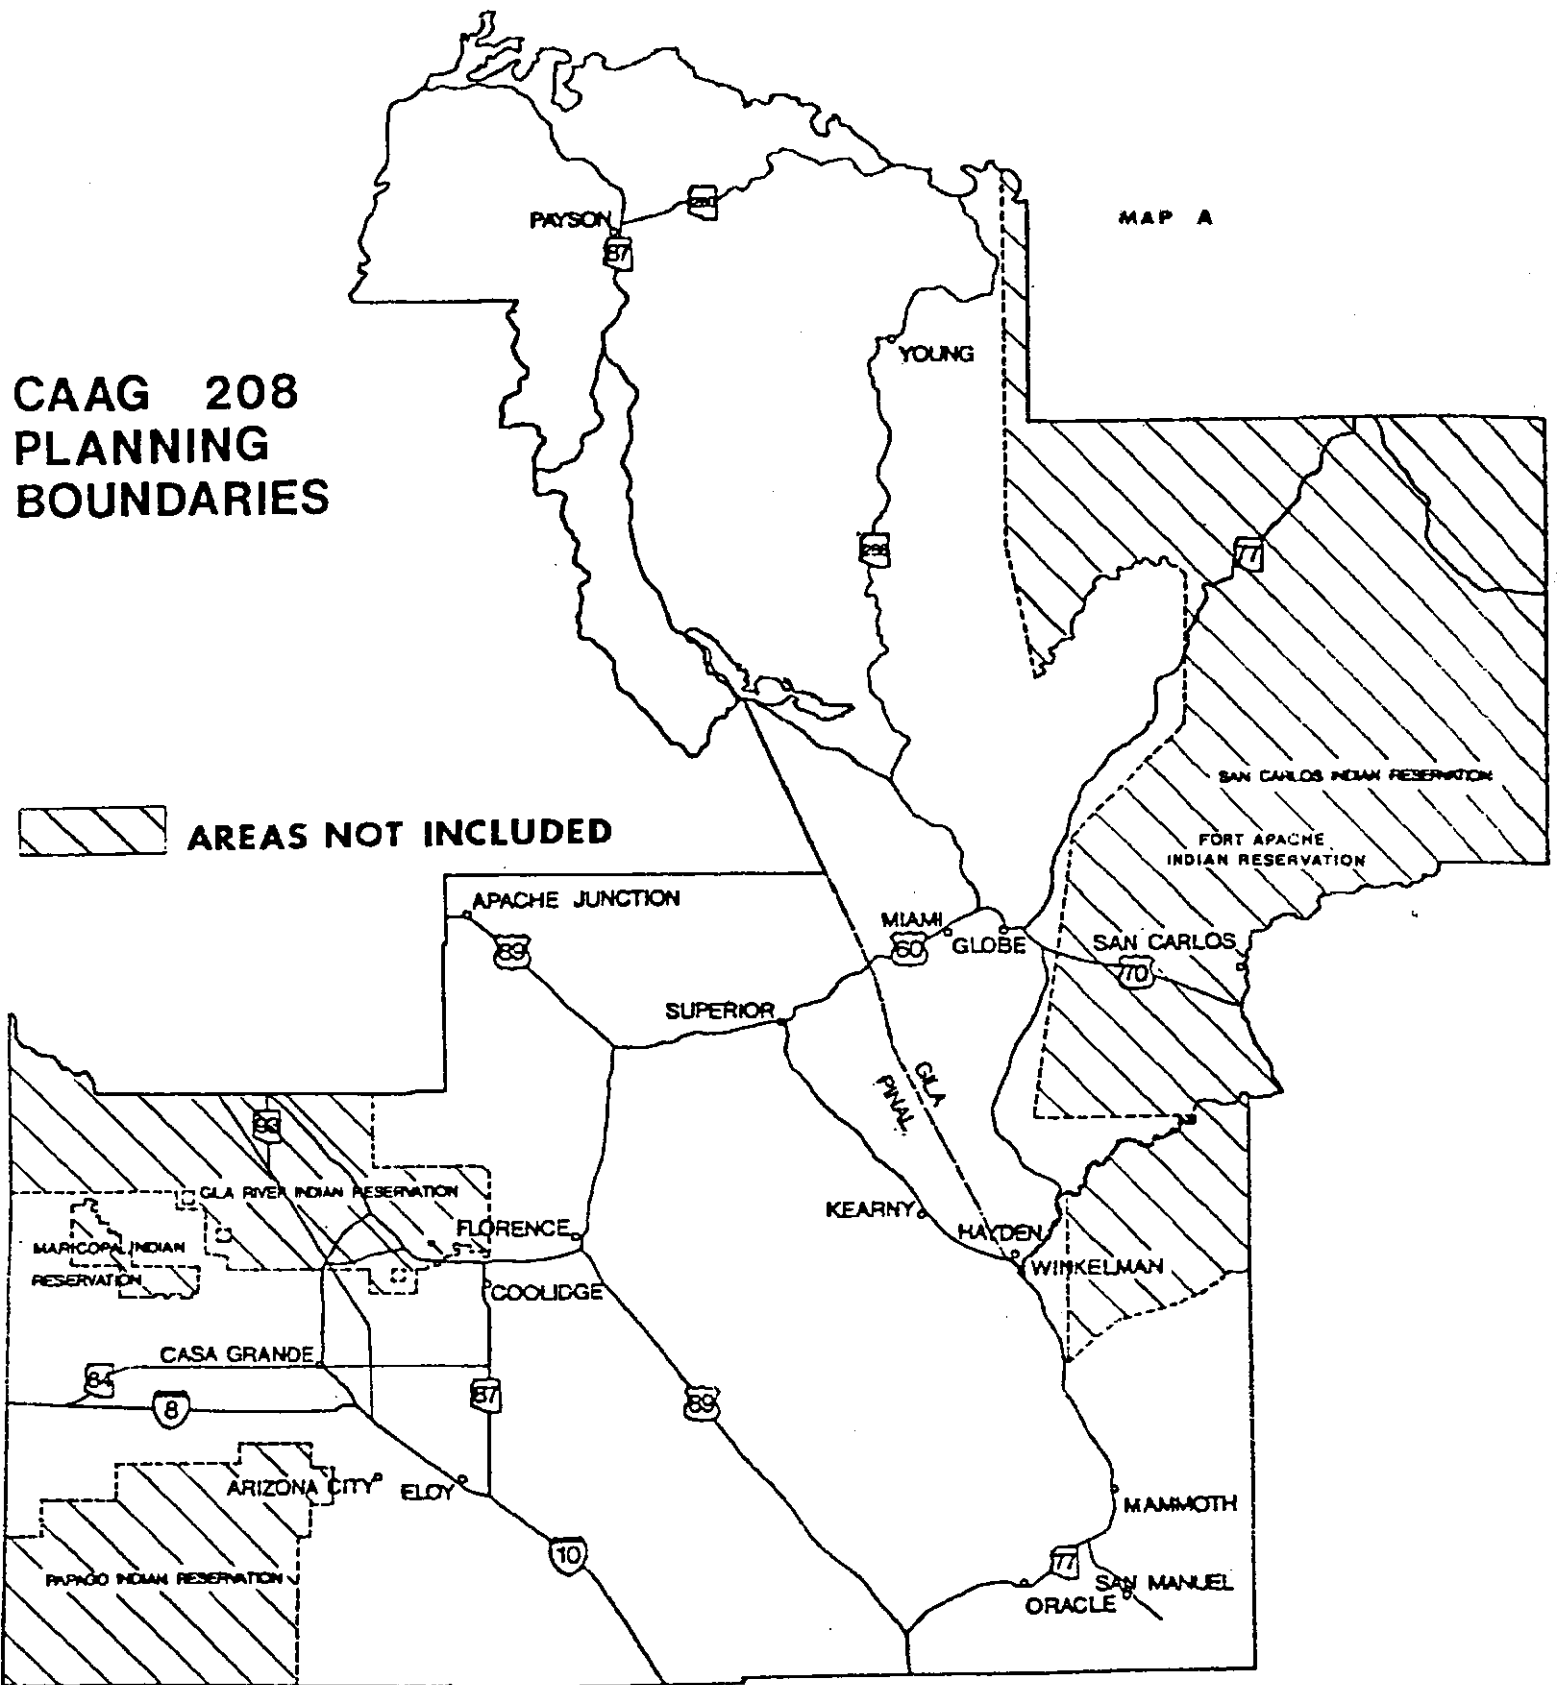 MAP A
CAAG 208
PLANNING
BOUNDARIES
AREAS NOT INCLUDED
PAYSON
87
YOUNG
77
SAN CARLOS INDIAN RESERVATION
FORT APACHE
INDIAN RESERVATION
APACHE JUNCTION
89
MIAMI
60
GLOBE
SAN CARLOS
70
SUPERIOR
GILA
PINAL
93
GILA RIVER INDIAN RESERVATION
MARICOPA INDIAN
RESERVATION
FLORENCE
COOLIDGE
KEARNY
HAYDEN
WINKELMAN
CASA GRANDE
84
8
87
89
ARIZONA CITY
ELOY
10
PAPAGO INDIAN RESERVATION
MAMMOTH
77
SAN MANUEL
ORACLE